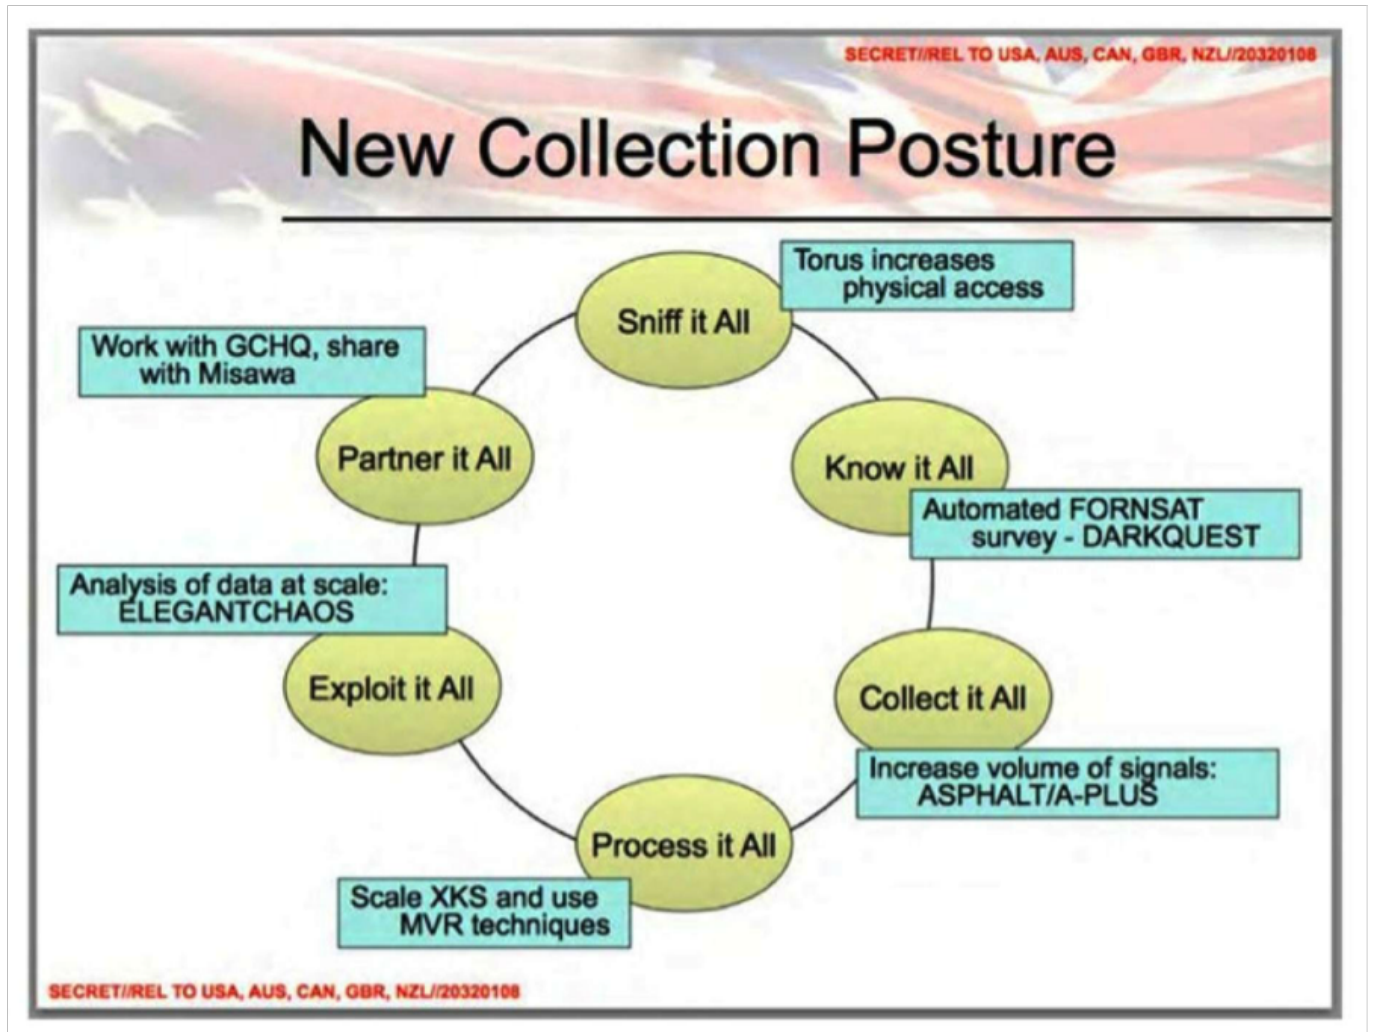 SECRET//REL TO USA, AUS, CAN, GBR, NZL//20320108
New Collection Posture
Torus increases
physical access
Sniff it All
Work with GCHQ, share
with Misawa
Partner it All
Know it All
Automated FORNSAT
survey - DARKQUEST
Analysis of data at scale:
ELEGANTCHAOS
Exploit it All
Collect it All
Increase volume of signals:
ASPHALT/A-PLUS
Process it All
Scale XKS and use
MVR techniques
SECRET//REL TO USA, AUS, CAN, GBR, NZL//20320108